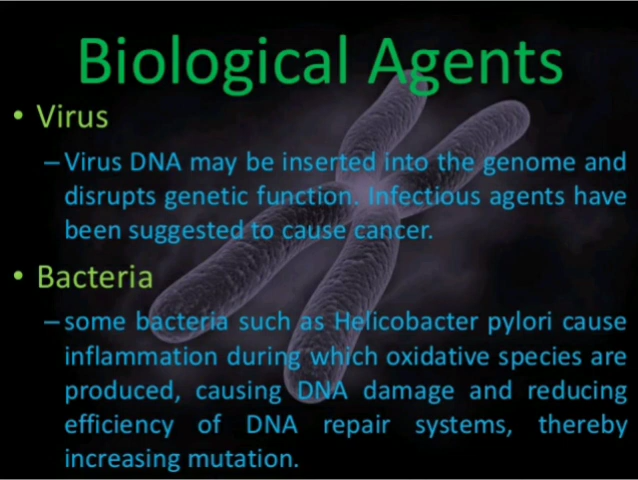 Biological Agents
• Virus
–Virus DNA may be inserted into the genome and
disrupts genetic function. Infectious agents have
been suggested to cause cancer.
• Bacteria
–some bacteria such as Helicobacter pylori cause
inflammation during which oxidative species are
produced, causing DNA damage and reducing
efficiency of DNA repair systems, thereby
increasing mutation.